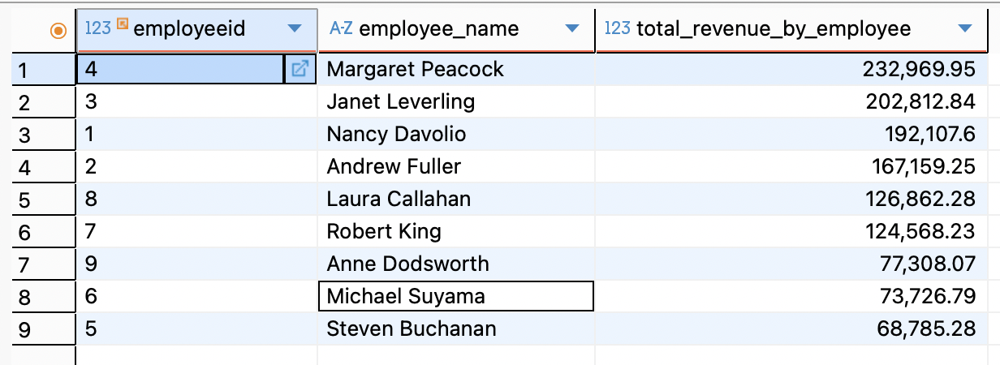 123 employeeid A-Z employee_name 123 total_revenue_by_employee
1 4 Margaret Peacock 232,969.95
2 3 Janet Leverling 202,812.84
3 1 Nancy Davolio 192,107.6
4 2 Andrew Fuller 167,159.25
5 8 Laura Callahan 126,862.28
6 7 Robert King 124,568.23
7 9 Anne Dodsworth 77,308.07
8 6 Michael Suyama 73,726.79
9 5 Steven Buchanan 68,785.28